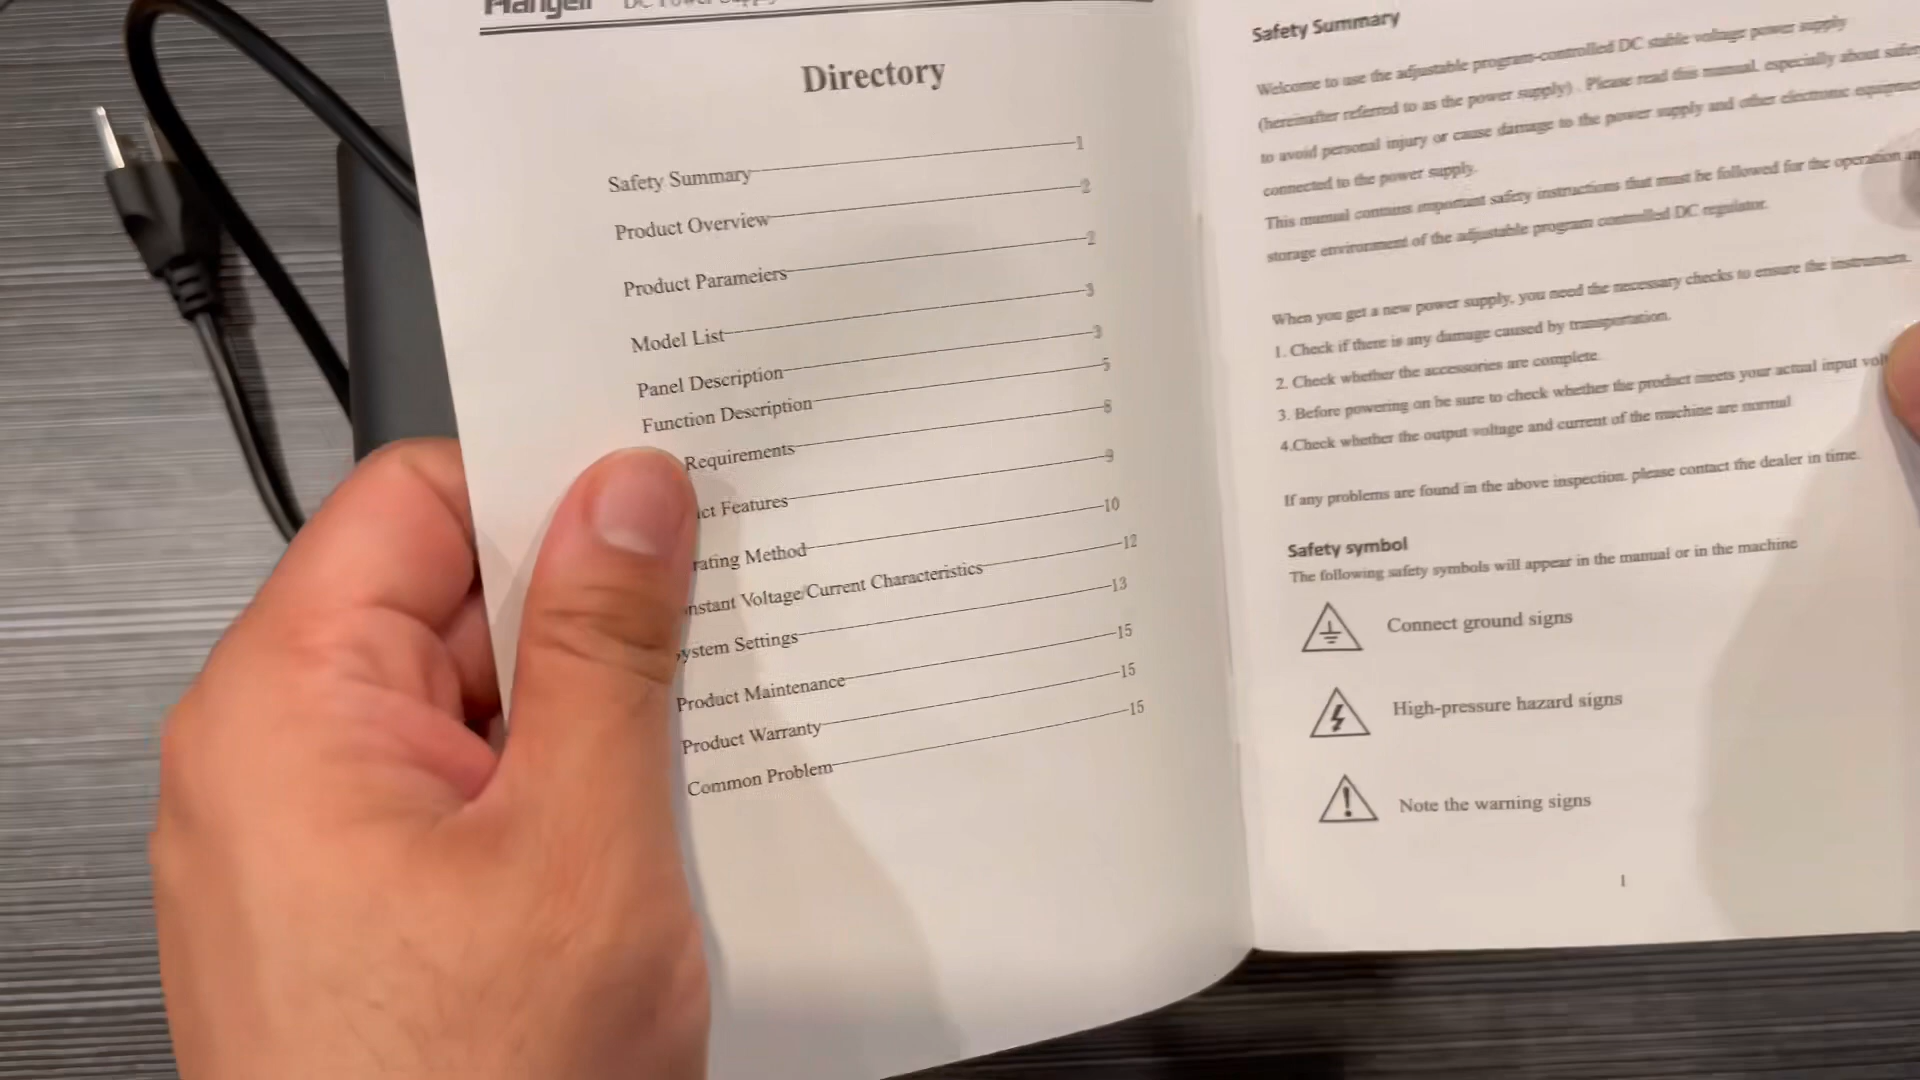 DC Power Supply
Directory
Safety Summary 1
Product Overview 2
Product Parameiers 2
Model List 3
Panel Description 3
Function Description 5
Requirements 8
ct Features 9
rating Method 10
nstant Voltage/Current Characteristics 12
ystem Settings 13
Product Maintenance 15
Product Warranty 15
Common Problem 15
Safety Summary
Welcome to use the adjustable program-controlled DC stable voltage power supply
(hereinafter referred to as the power supply) . Please read this manual, especially about
to avoid personal injury or cause damage to the power supply and other electronic
connected to the power supply.
This manual contains important safety instructions that must be followed for the operation
storage environment of the adjustable program controlled DC regulator.
When you get a new power supply, you need the necessary checks to ensure the instrument.
1. Check if there is any damage caused by transportation.
2. Check whether the accessories are complete.
3. Before powering on be sure to check whether the product meets your actual input
4.Check whether the output voltage and current of the machine are normal
If any problems are found in the above inspection. please contact the dealer in time.
Safety symbol
The following safety symbols will appear in the manual or in the machine
Connect ground signs
High-pressure hazard signs
Note the warning signs
1